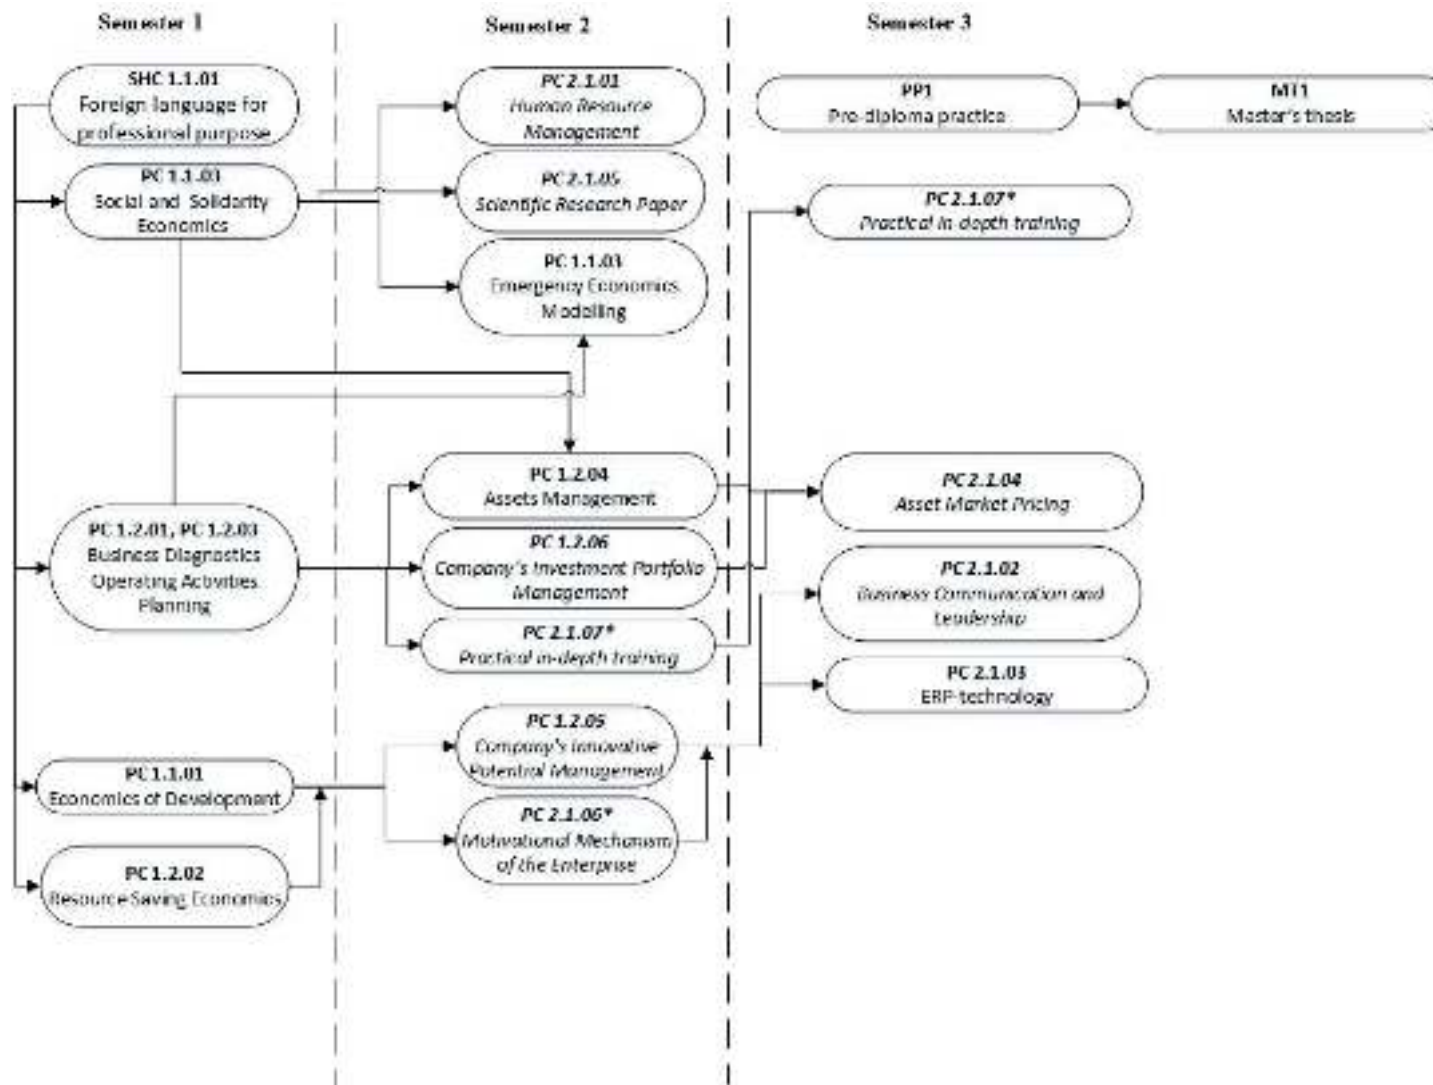 Semester 1
Semester 2
Semester 3
SHC 1.1.01
Foreign language for
professional purpose
PC 1.1.03
Social and Solidarity
Economics
PC 1.2.01, PC 1.2.03
Business Diagnostics
Operating Activities
Planning
PC 1.1.01
Economics of Development
PC 1.2.02
Resource Saving Economics
PC 2.1.01
Human Resource
Management
PC 2.1.05
Scientific Research Paper
PC 1.1.03
Emergency Economics
Modelling
PC 1.2.04
Assets Management
PC 1.2.06
Company's Investment Portfolio
Management
PC 2.1.07*
Practical in-depth training
PC 1.2.05
Company's Innovative
Potential Management
PC 2.1.06*
Motivational Mechanism
of the Enterprise
PP1
Pre-diploma practice
MT1
Master's thesis
PC 2.1.07*
Practical in-depth training
PC 2.1.04
Asset Market Pricing
PC 2.1.02
Business Communication and
Leadership
PC 2.1.03
ERP-technology